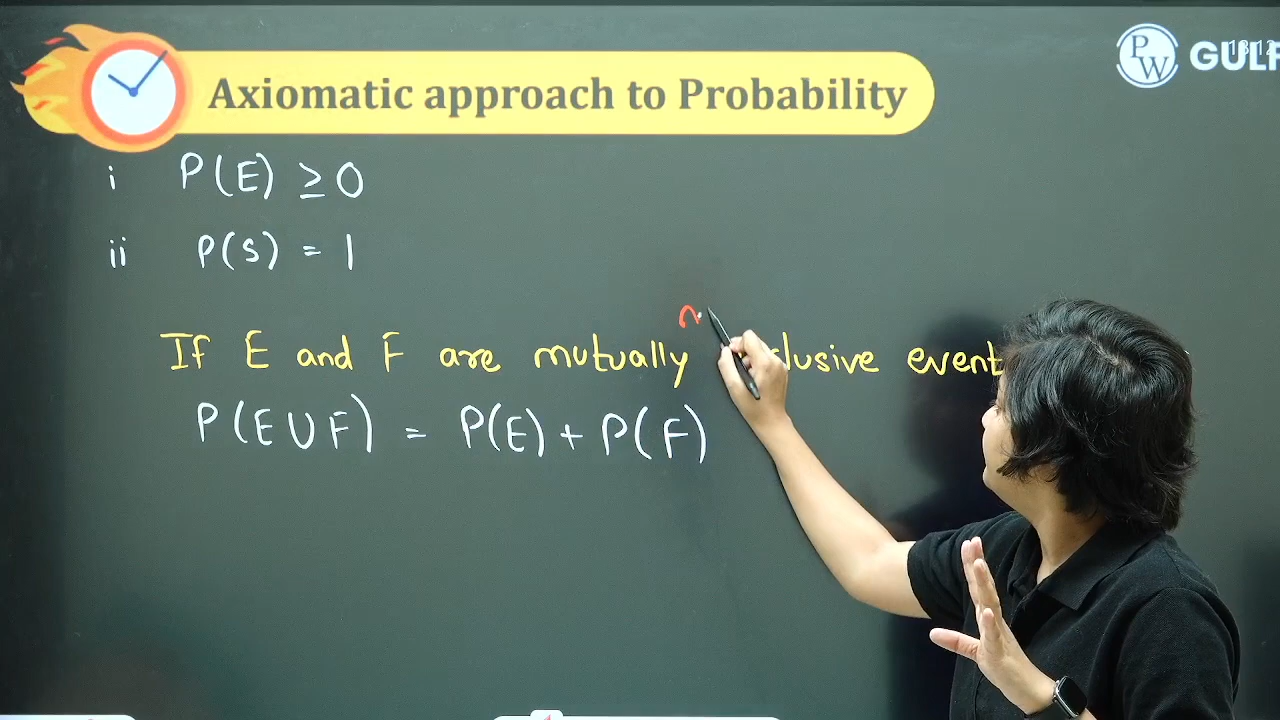 Axiomatic approach to Probability
PW GULF
i P(E) ≥ 0
ii P(S) = 1
If E and F are mutually event
P(E ∪ F) = P(E) + P(F)